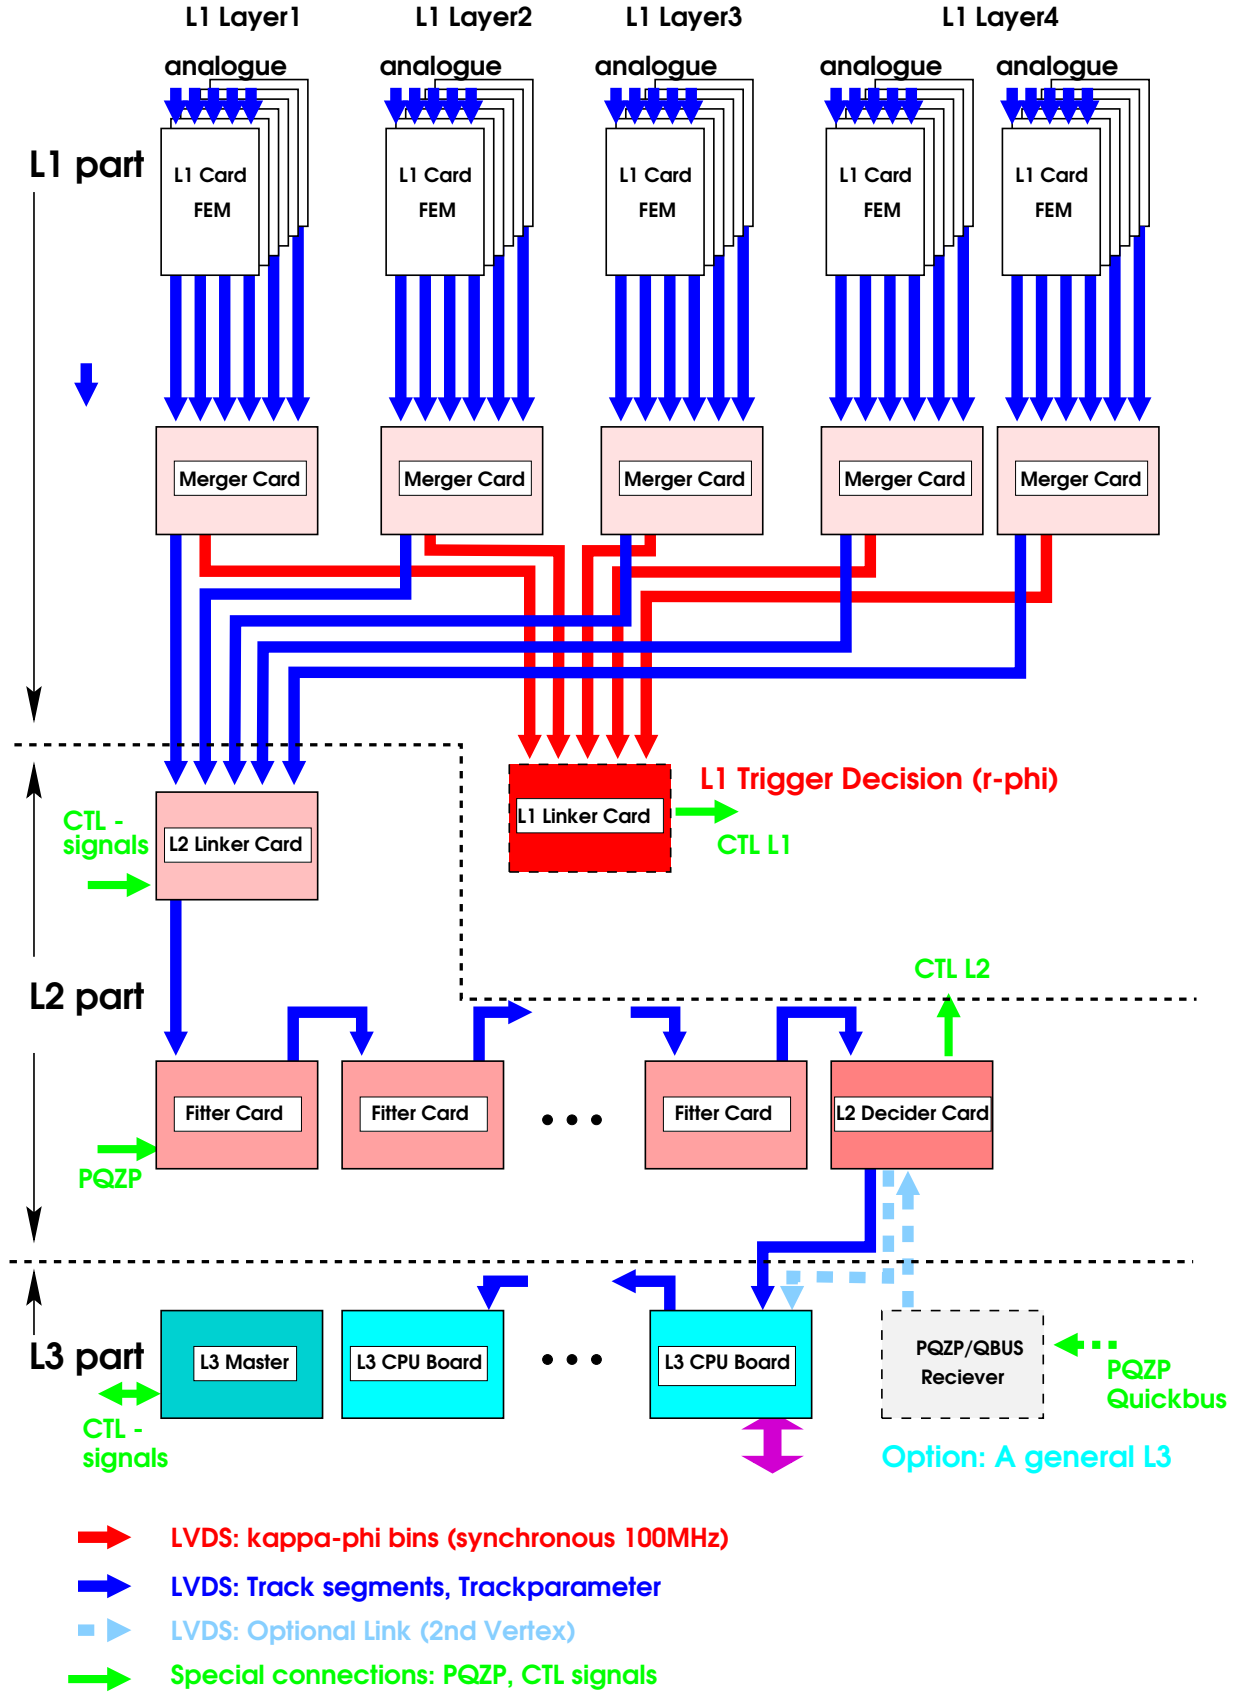 L1 Layer1
L1 Layer2
L1 Layer3
L1 Layer4
analogue
analogue
analogue
analogue
analogue
L1 part
L1 Card
FEM
L1 Card
FEM
L1 Card
FEM
L1 Card
FEM
L1 Card
FEM
Merger Card
Merger Card
Merger Card
Merger Card
Merger Card
L1 Trigger Decision (r-phi)
L1 Linker Card
CTL L1
CTL -
signals
L2 Linker Card
CTL L2
L2 part
Fitter Card
Fitter Card
Fitter Card
L2 Decider Card
PQZP
L3 part
L3 Master
L3 CPU Board
L3 CPU Board
PQZP/QBUS
Reciever
PQZP
Quickbus
CTL -
signals
Option: A general L3
LVDS: kappa-phi bins (synchronous 100MHz)
LVDS: Track segments, Trackparameter
LVDS: Optional Link (2nd Vertex)
Special connections: PQZP, CTL signals